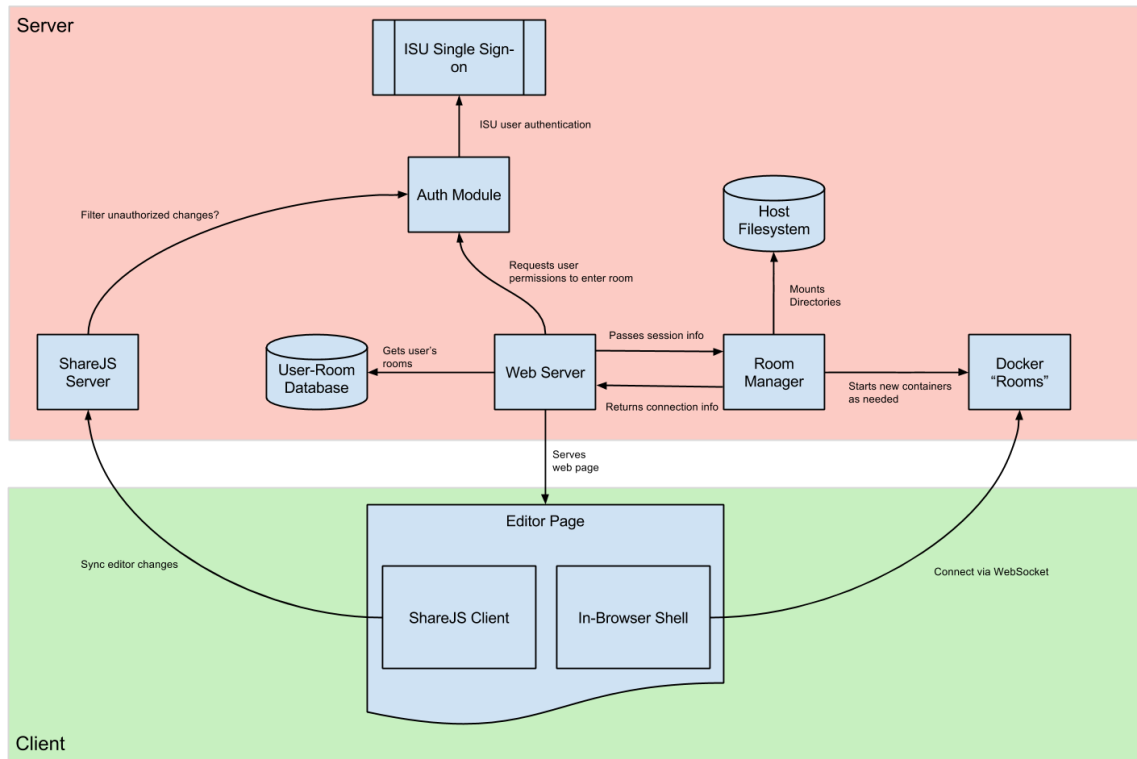 Server
ISU Single Sign-
on
ISU user authentication
Auth Module
Filter unauthorized changes?
Host
Filesystem
Requests user
permissions to enter room
Mounts
Directories
ShareJS
Server
User-Room
Database
Gets user's
rooms
Web Server
Passes session info
Returns connection info
Room
Manager
Starts new containers
as needed
Docker
“Rooms”
Serves
web page
Editor Page
Sync editor changes
ShareJS Client
In-Browser Shell
Connect via WebSocket
Client